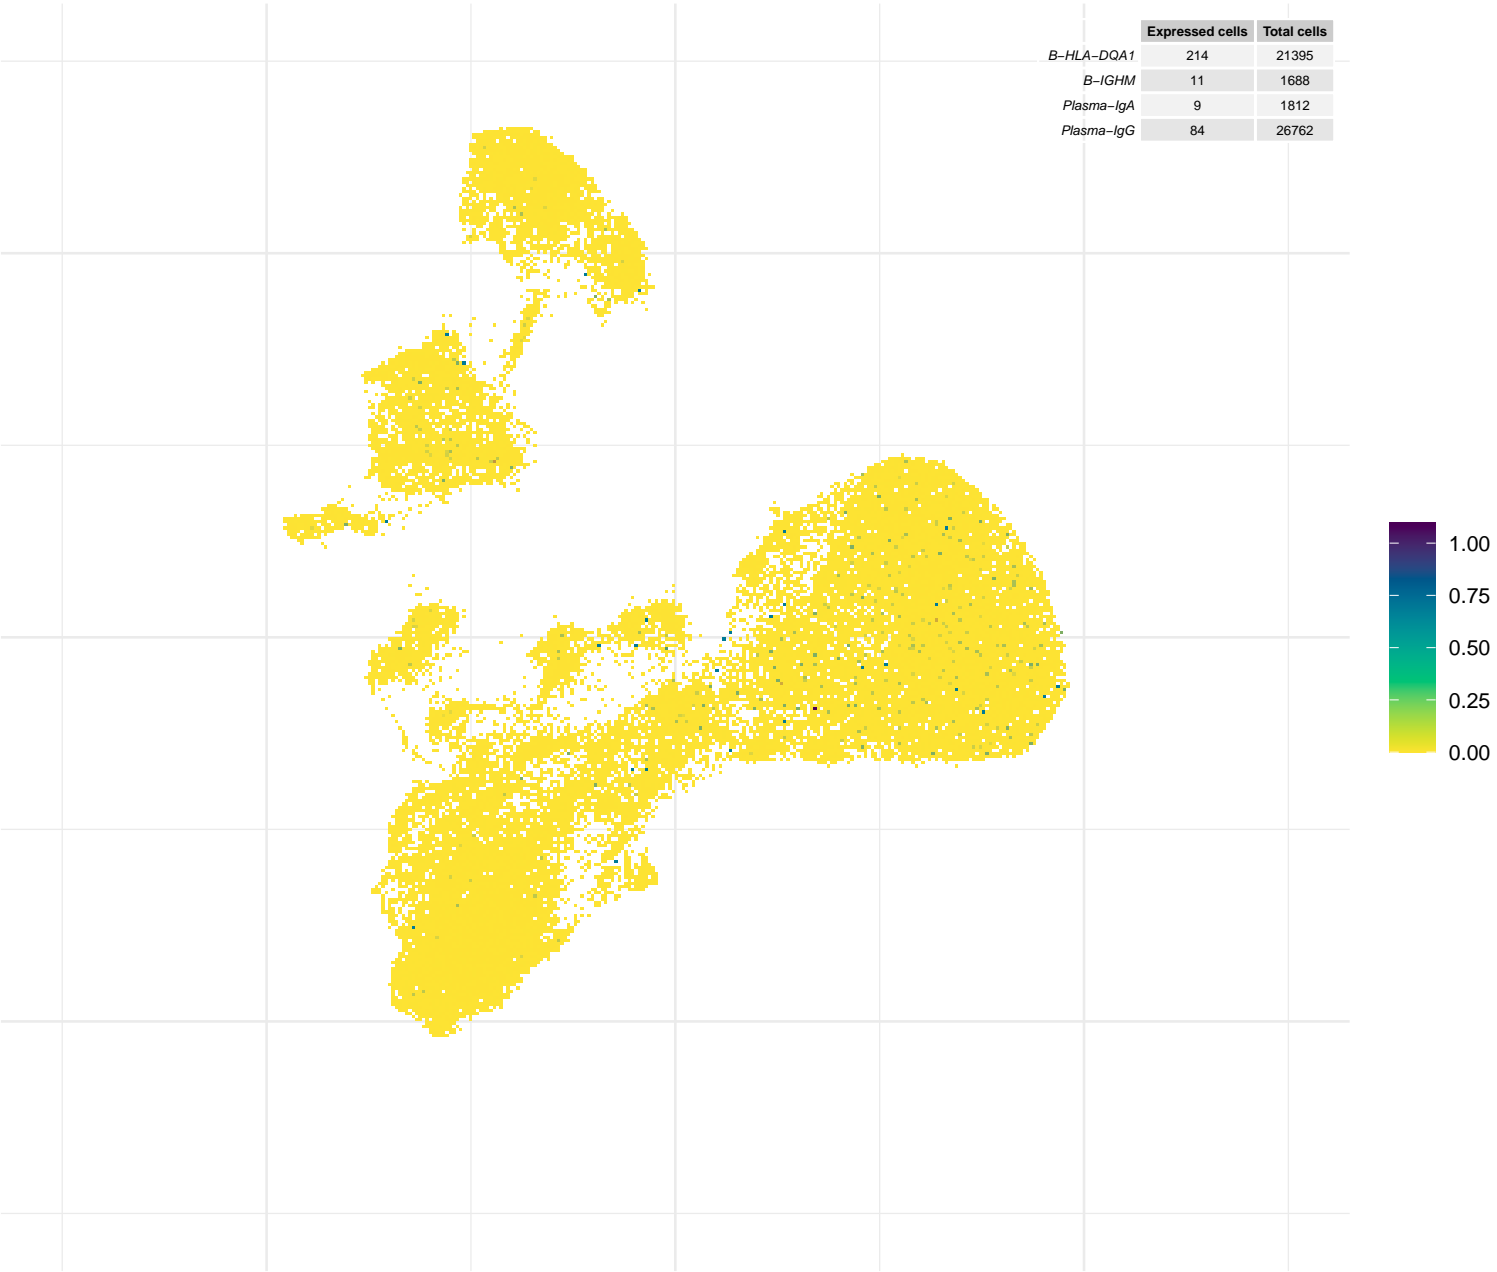 Expressed cells Total cells
B−HLA−DQA1 214 21395
B−IGHM 11 1688
Plasma−IgA 9 1812
Plasma−IgG 84 26762
1.00
0.75
0.50
0.25
0.00